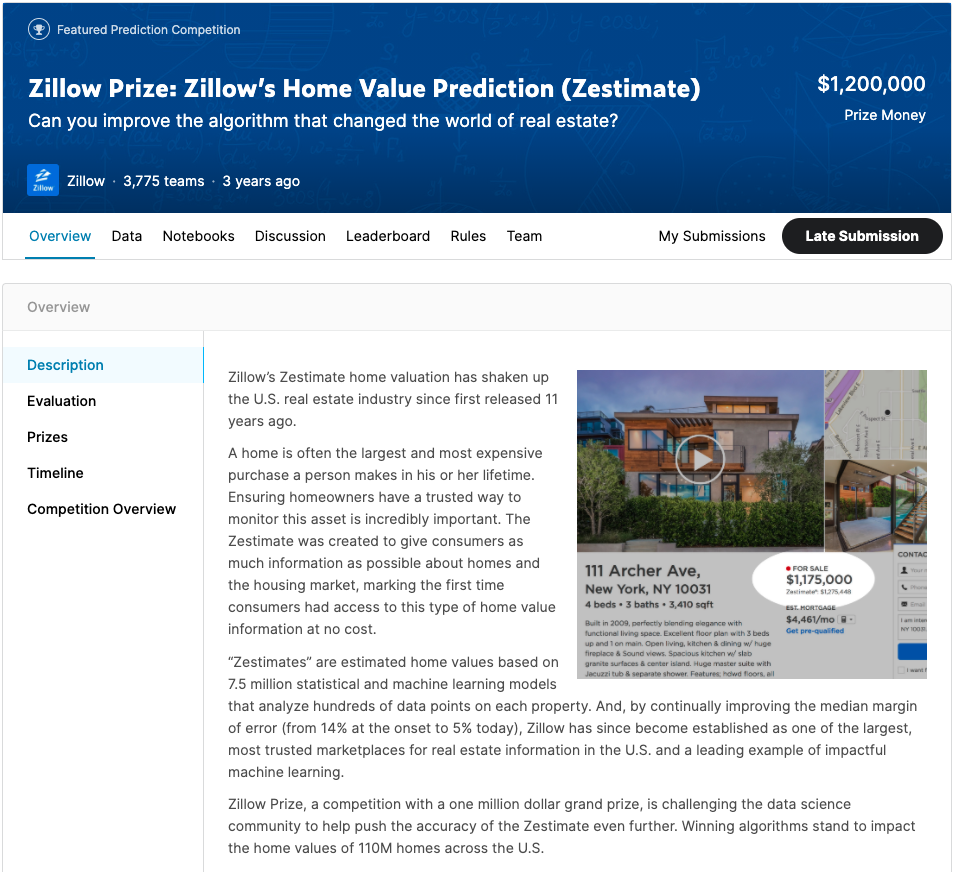 Featured Prediction Competition
Zillow Prize: Zillow’s Home Value Prediction (Zestimate)
Can you improve the algorithm that changed the world of real estate?
$1,200,000
Prize Money
Zillow
Zillow · 3,775 teams · 3 years ago
Overview Data Notebooks Discussion Leaderboard Rules Team My Submissions Late Submission
Overview
Description
Evaluation
Prizes
Timeline
Competition Overview
Zillow’s Zestimate home valuation has shaken up
the U.S. real estate industry since first released 11
years ago.
A home is often the largest and most expensive
purchase a person makes in his or her lifetime.
Ensuring homeowners have a trusted way to
monitor this asset is incredibly important. The
Zestimate was created to give consumers as
much information as possible about homes and
the housing market, marking the first time
consumers had access to this type of home value
information at no cost.
“Zestimates” are estimated home values based on
7.5 million statistical and machine learning models
that analyze hundreds of data points on each property. And, by continually improving the median margin
of error (from 14% at the onset to 5% today), Zillow has since become established as one of the largest,
most trusted marketplaces for real estate information in the U.S. and a leading example of impactful
machine learning.
Zillow Prize, a competition with a one million dollar grand prize, is challenging the data science
community to help push the accuracy of the Zestimate even further. Winning algorithms stand to impact
the home values of 110M homes across the U.S.
111 Archer Ave,
New York, NY 10031
4 beds • 3 baths • 3,410 sqft
Built in 2009, perfectly blending elegance with
functional living space. Excellent floor plan with 3 beds
up and 1 on main. Open living, kitchen & dining w/ huge
fireplace & Sound views. Spacious kitchen w/ slab
granite surfaces & center island. Huge master suite with
Jacuzzi tub & separate shower. Features: hdwd floors, all
FOR SALE
$1,175,000
Zestimate®: $1,275,448
EST. MORTGAGE
$4,461/mo
Get pre-qualified
CONTAC
Your
Phone
Email
I am inter
NY 10031
I want